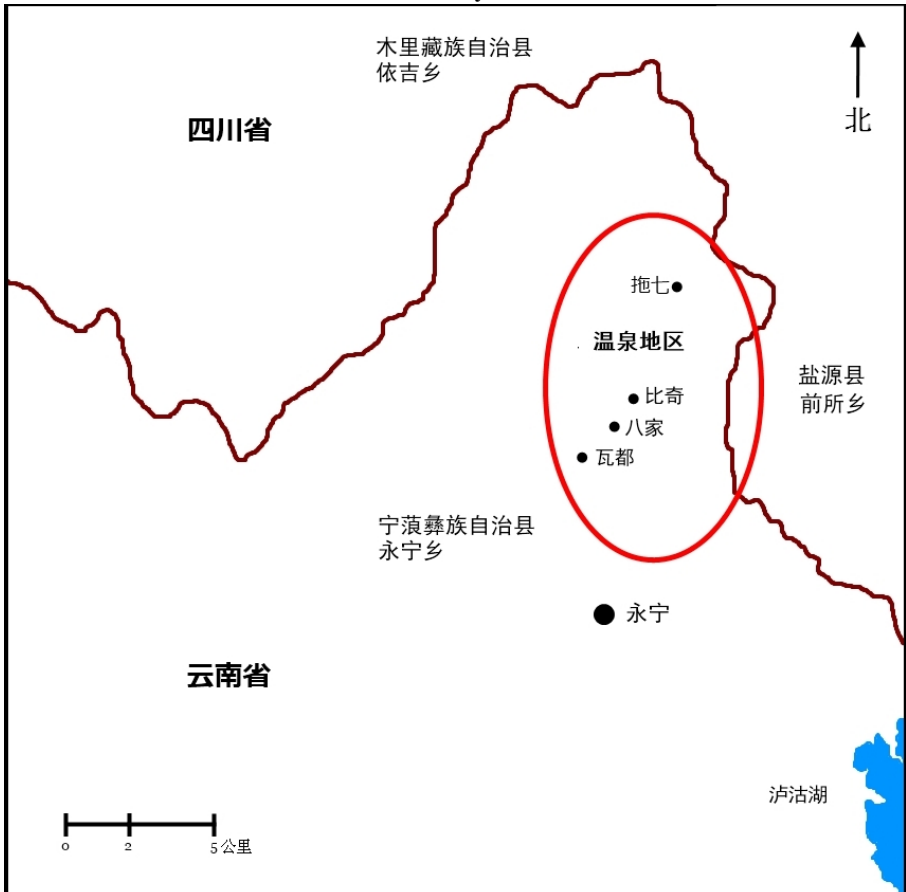 木里藏族自治县
依吉乡
北
四川省
拖七
温泉地区
盐源县
前所乡
比奇
八家
瓦都
宁蒗彝族自治县
永宁乡
永宁
云南省
泸沽湖
0 2 5 公里